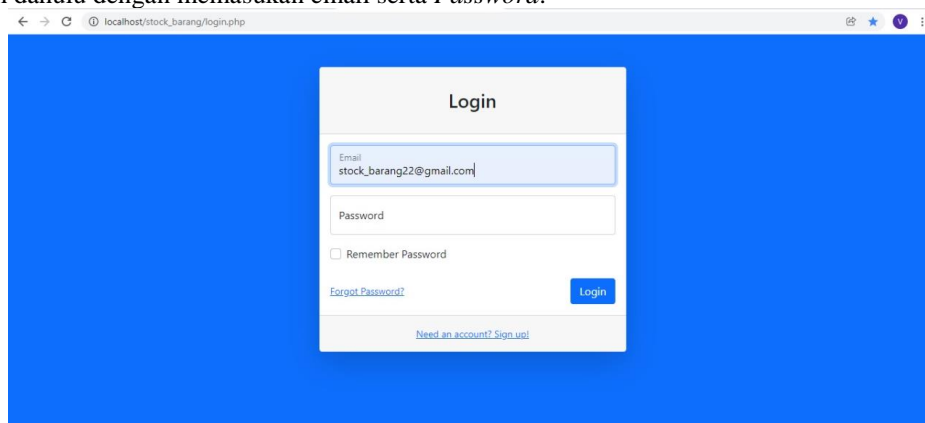 dahulu dengan memasukan email serta Password.
localhost/stock_barang/login.php
V
Login
Email
stock_barang22@gmail.com
Password
Remember Password
Forgot Password?
Login
Need an account? Sign up!